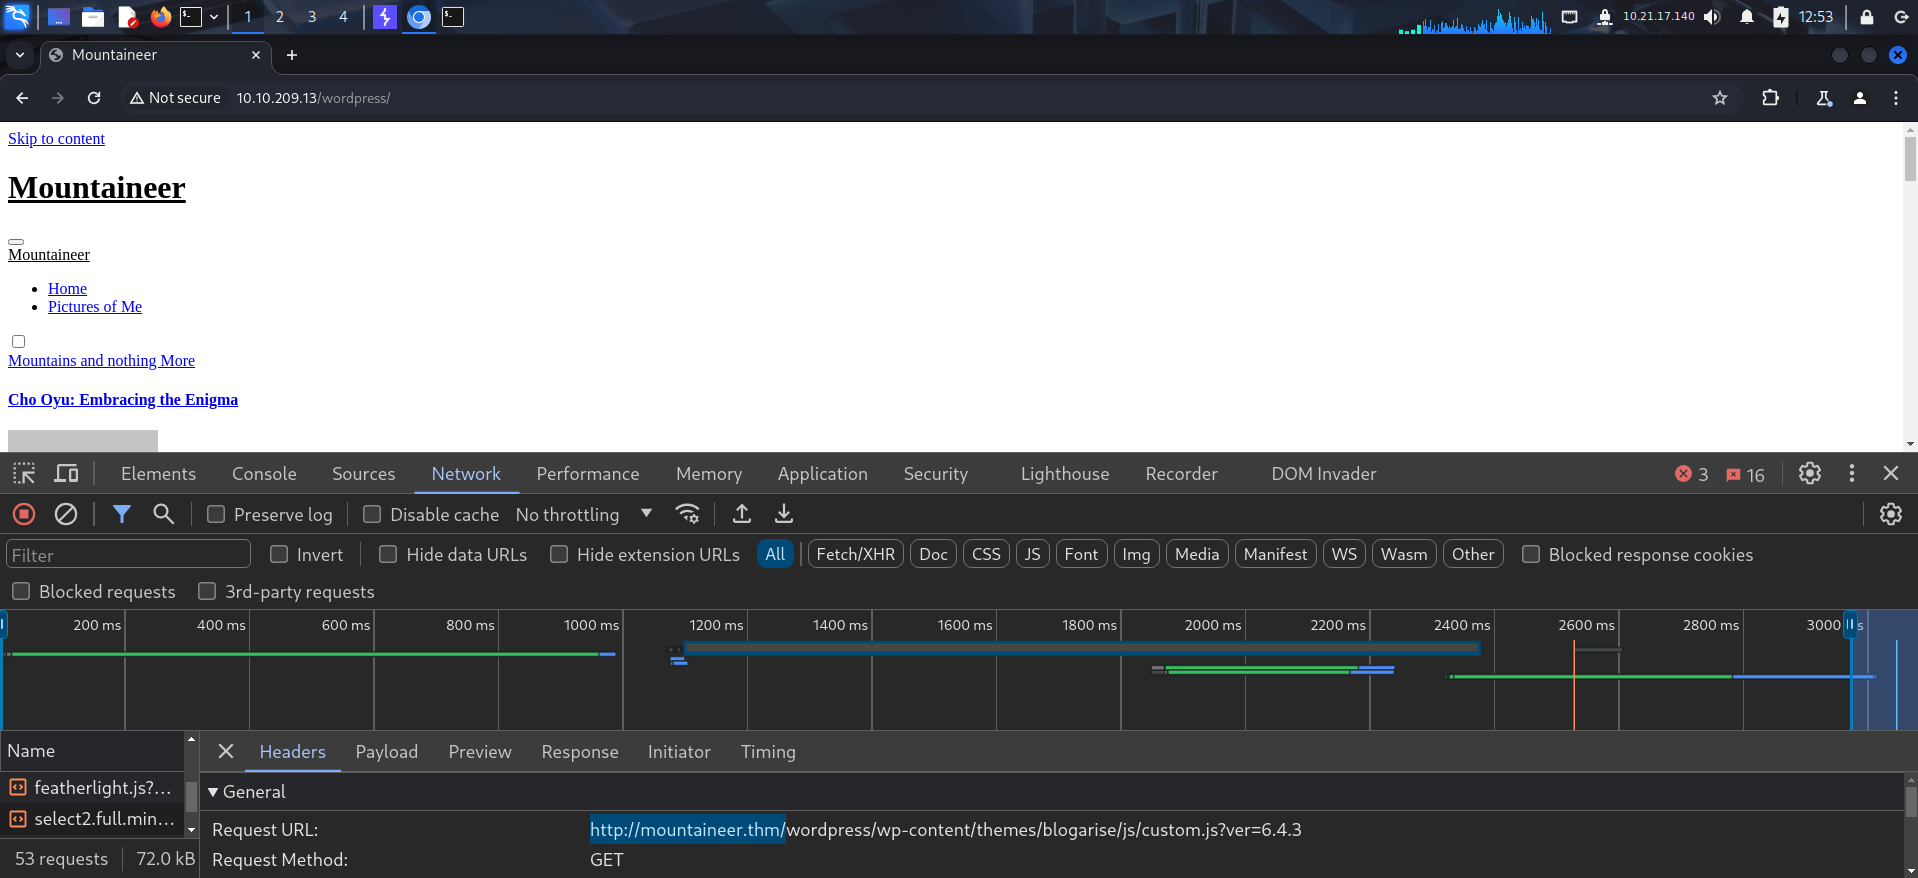 1 2 3 4 10.21.17.140 12:53
Mountaineer
Not secure 10.10.209.13/wordpress/
Skip to content
Mountaineer
Mountaineer
Home
Pictures of Me
Mountains and nothing More
Cho Oyu: Embracing the Enigma
Elements Console Sources Network Performance Memory Application Security Lighthouse Recorder DOM Invader 3 16
Preserve log Disable cache No throttling
Filter Invert Hide data URLs Hide extension URLs All Fetch/XHR Doc CSS JS Font Img Media Manifest WS Wasm Other Blocked response cookies
Blocked requests 3rd-party requests
200 ms 400 ms 600 ms 800 ms 1000 ms 1200 ms 1400 ms 1600 ms 1800 ms 2000 ms 2200 ms 2400 ms 2600 ms 2800 ms 3000 s
Name Headers Payload Preview Response Initiator Timing
featherlight.js?... General
select2.full.min...
Request URL: http://mountaineer.thm/wordpress/wp-content/themes/blogarise/js/custom.js?ver=6.4.3
53 requests 72.0 kB Request Method: GET